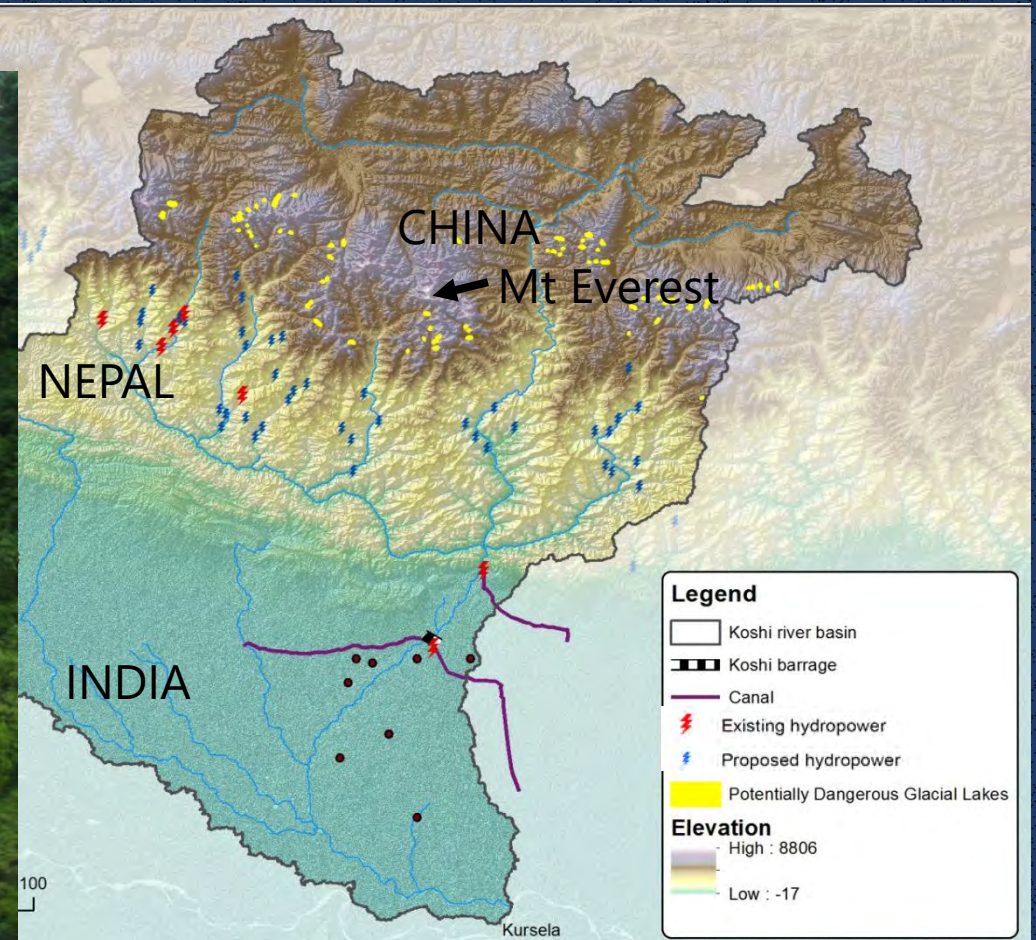 CHINA
Mt Everest
NEPAL
INDIA
Legend
Koshi river basin
Koshi barrage
Canal
Existing hydropower
Proposed hydropower
Potentially Dangerous Glacial Lakes
Elevation
High : 8806
Low : -17
100
Kursela